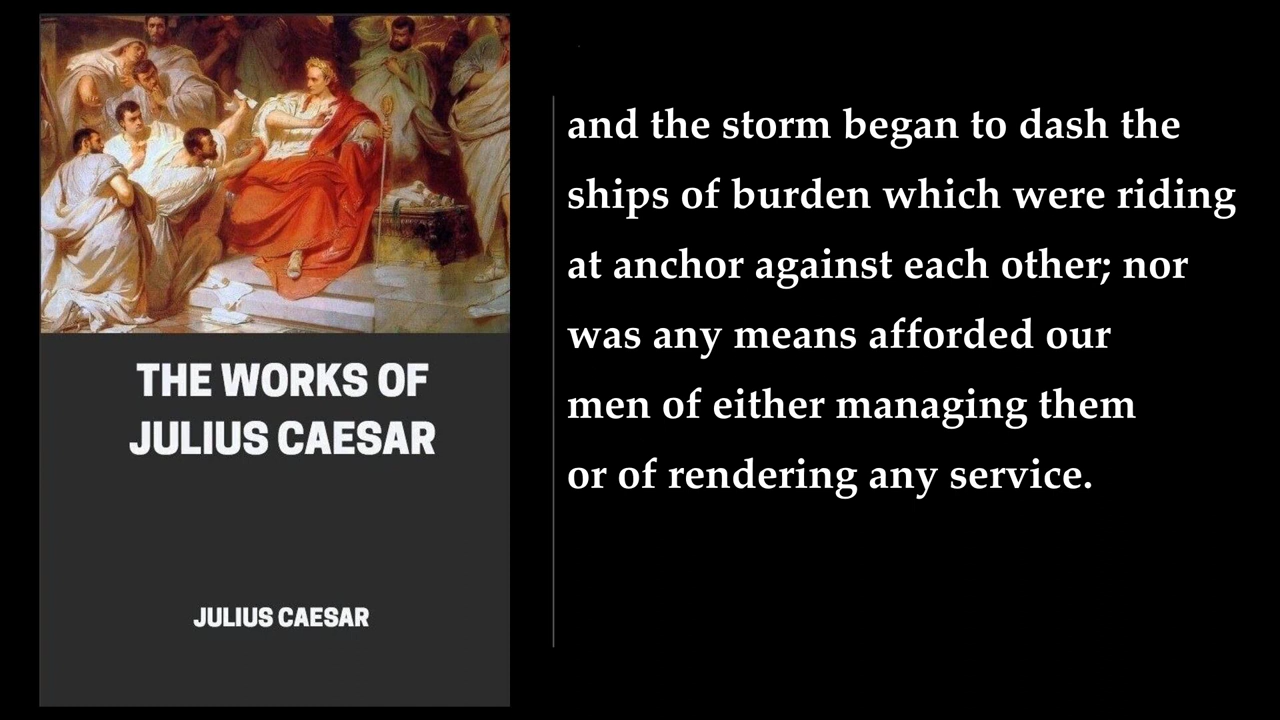 THE WORKS OF
JULIUS CAESAR
JULIUS CAESAR
and the storm began to dash the
ships of burden which were riding
at anchor against each other; nor
was any means afforded our
men of either managing them
or of rendering any service.